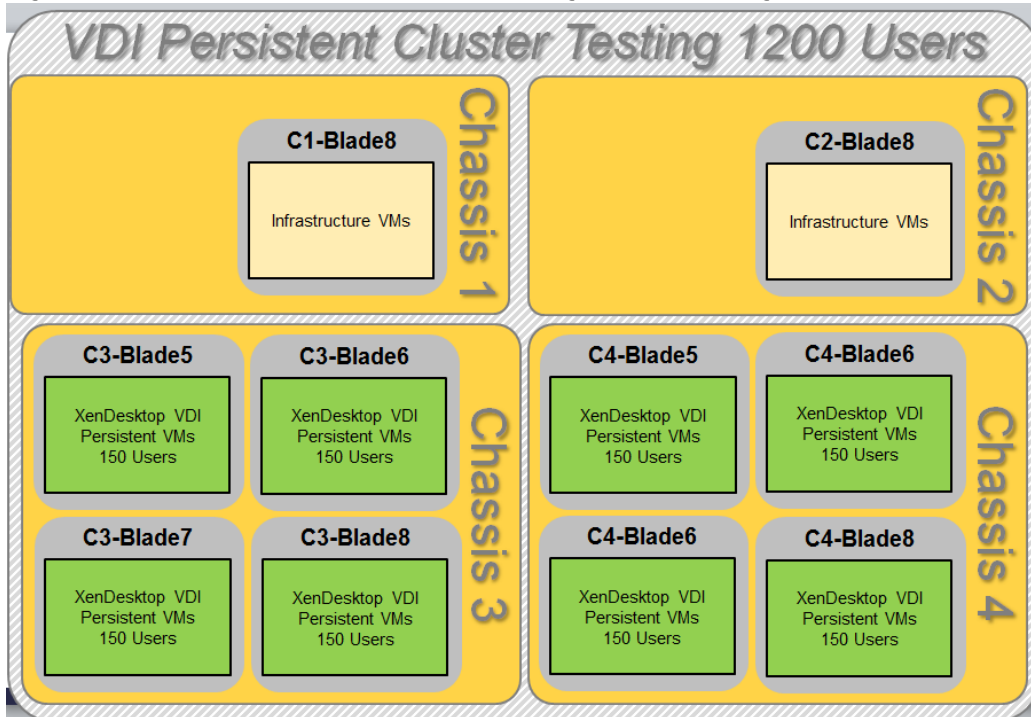 VDI Persistent Cluster Testing 1200 Users
C1-Blade8
Infrastructure VMs
Chassis 1
C2-Blade8
Infrastructure VMs
Chassis 2
C3-Blade5
XenDesktop VDI
Persistent VMs
150 Users
C3-Blade6
XenDesktop VDI
Persistent VMs
150 Users
C3-Blade7
XenDesktop VDI
Persistent VMs
150 Users
C3-Blade8
XenDesktop VDI
Persistent VMs
150 Users
Chassis 3
C4-Blade5
XenDesktop VDI
Persistent VMs
150 Users
C4-Blade6
XenDesktop VDI
Persistent VMs
150 Users
C4-Blade6
XenDesktop VDI
Persistent VMs
150 Users
C4-Blade8
XenDesktop VDI
Persistent VMs
150 Users
Chassis 4